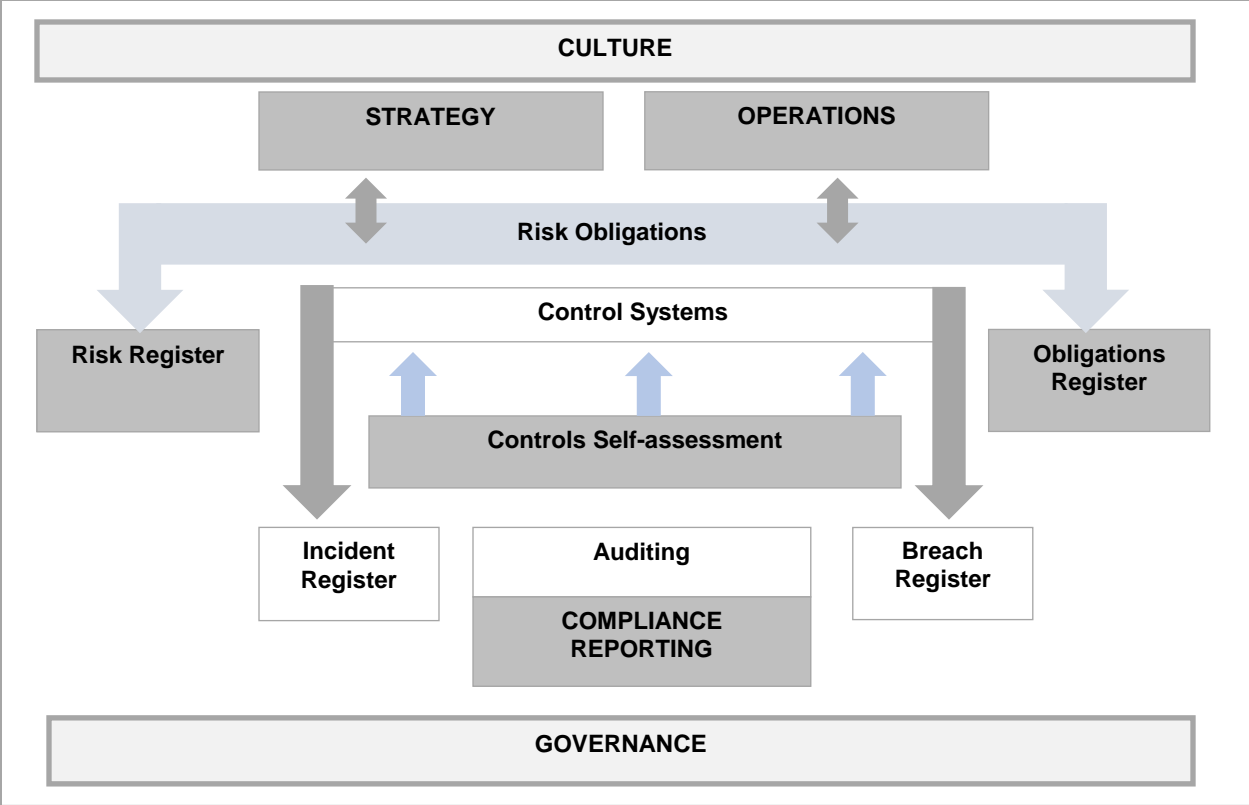 CULTURE
STRATEGY
OPERATIONS
Risk Obligations
Control Systems
Risk Register
Obligations
Register
Controls Self-assessment
Incident
Register
Auditing
Breach
Register
COMPLIANCE
REPORTING
GOVERNANCE